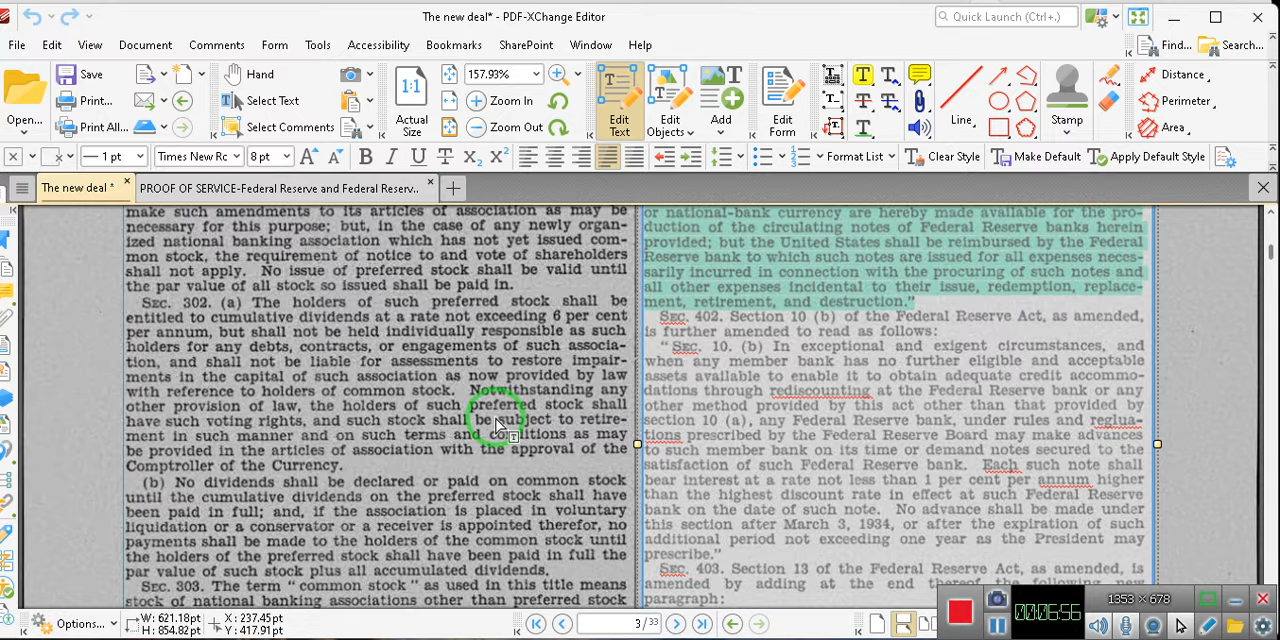 The new deal* - PDF-XChange Editor
Quick Launch (Ctrl+.)
File Edit View Document Comments Form Tools Accessibility Bookmarks SharePoint Window Help
Find...
Search...
Open...
Save
Print...
Print All...
Hand
Select Text
Select Comments
1:1
Actual Size
157.93%
Zoom In
Zoom Out
Edit Text
Edit Objects
Add
Edit Form
Line
Stamp
Distance
Perimeter
Area
1 pt
Times New Ro
8 pt
Format List
Clear Style
Make Default
Apply Default Style
The new deal *
PROOF OF SERVICE-Federal Reserve and Federal Reserv..
make such amendments to its articles of association as may be
necessary for this purpose; but, in the case of any newly organ-
ized national banking association which has not yet issued com-
mon stock, the requirement of notice to and vote of shareholders
shall not apply. No issue of preferred stock shall be valid until
the par value of all stock so issued shall be paid in.
SEC. 302. (a) The holders of such preferred stock shall be
entitled to cumulative dividends at a rate not exceeding 6 per cent
per annum, but shall not be held individually responsible as such
holders for any debts, contracts, or engagements of such associa-
tion, and shall not be liable for assessments to restore impair-
ments in the capital of such association as now provided by law
with reference to holders of common stock. Notwithstanding any
other provision of law, the holders of such preferred stock shall
have such voting rights, and such stock shall be subject to retire-
ment in such manner and on such terms and conditions as may
be provided in the articles of association with the approval of the
Comptroller of the Currency.
(b) No dividends shall be declared or paid on common stock
until the cumulative dividends on the preferred stock shall have
been paid in full; and, if the association is placed in voluntary
liquidation or a conservator or a receiver is appointed therefor, no
payments shall be made to the holders of the common stock until
the holders of the preferred stock shall have been paid in full the
par value of such stock plus all accumulated dividends.
SEC. 303. The term "common stock" as used in this title means
stock of national banking associations other than preferred stock
or national-bank currency are hereby made available for the pro-
duction of the circulating notes of Federal Reserve banks herein
provided; but the United States shall be reimbursed by the Federal
Reserve bank to which such notes are issued for all expenses neces-
sarily incurred in connection with the procuring of such notes and
all other expenses incidental to their issue, redemption, replace-
ment, retirement, and destruction."
SEC. 402. Section 10 (b) of the Federal Reserve Act, as amended,
is further amended to read as follows:
"SEC. 10. (b) In exceptional and exigent circumstances, and
when any member bank has no further eligible and acceptable
assets available to enable it to obtain adequate credit accommo-
dations through rediscounting at the Federal Reserve bank or any
other method provided by this act other than that provided by
section 10 (a), any Federal Reserve bank, under rules and regula-
tions prescribed by the Federal Reserve Board may make advances
to such member bank on its time or demand notes secured to the
satisfaction of such Federal Reserve bank. Each such note shall
bear interest at a rate not less than 1 per cent per annum higher
than the highest discount rate in effect at such Federal Reserve
bank on the date of such note. No advance shall be made under
this section after March 3, 1934, or after the expiration of such
additional period not exceeding one year as the President may
prescribe."
SEC. 403. Section 13 of the Federal Reserve Act, as amended, is
amended by adding at the end thereof the following new
paragraph:
1353 x 678
00:06:56
Options...
W: 621.18pt
H: 854.82pt
X: 237.45pt
Y: 417.91pt
3 / 33